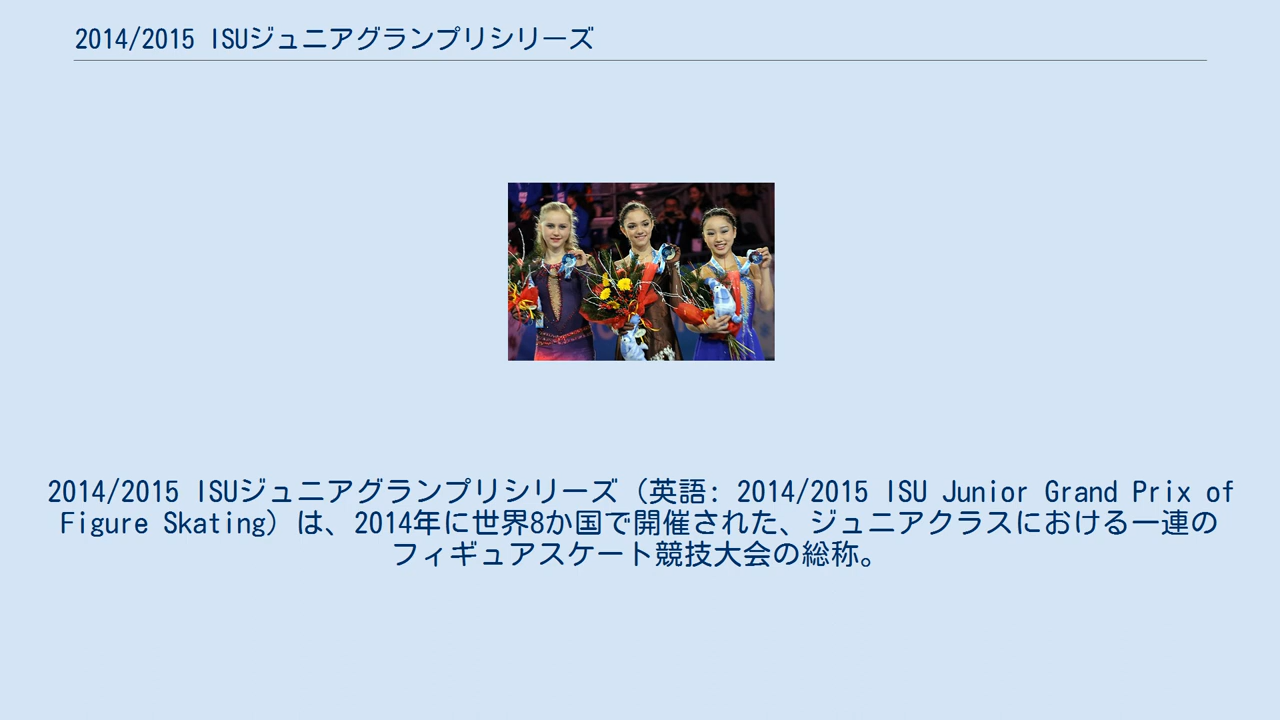 2014/2015 ISUジュニアグランプリシリーズ
2014/2015 ISUジュニアグランプリシリーズ（英語: 2014/2015 ISU Junior Grand Prix of
Figure Skating）は、2014年に世界8か国で開催された、ジュニアクラスにおける一連の
フィギュアスケート競技大会の総称。